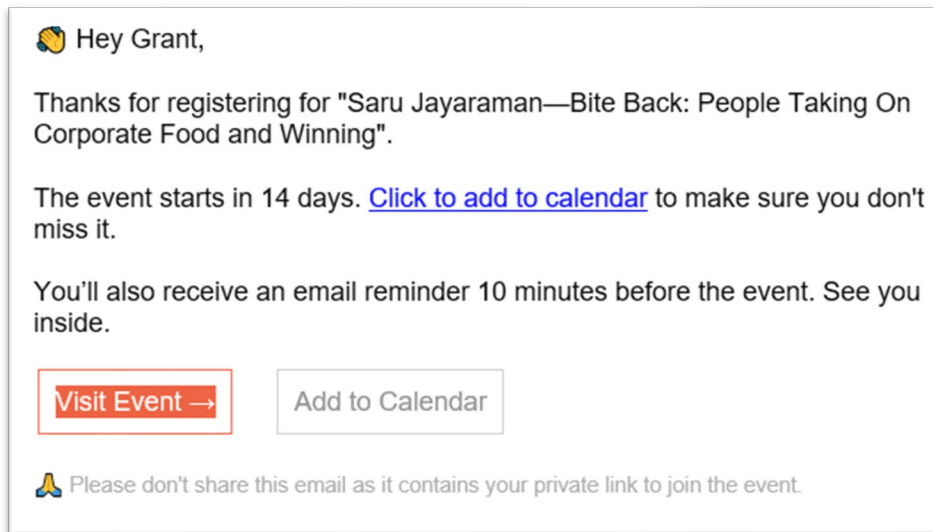 👏 Hey Grant,
Thanks for registering for "Saru Jayaraman—Bite Back: People Taking On
Corporate Food and Winning".
The event starts in 14 days. Click to add to calendar to make sure you don't
miss it.
You’ll also receive an email reminder 10 minutes before the event. See you
inside.
Visit Event →
Add to Calendar
🙏 Please don't share this email as it contains your private link to join the event.